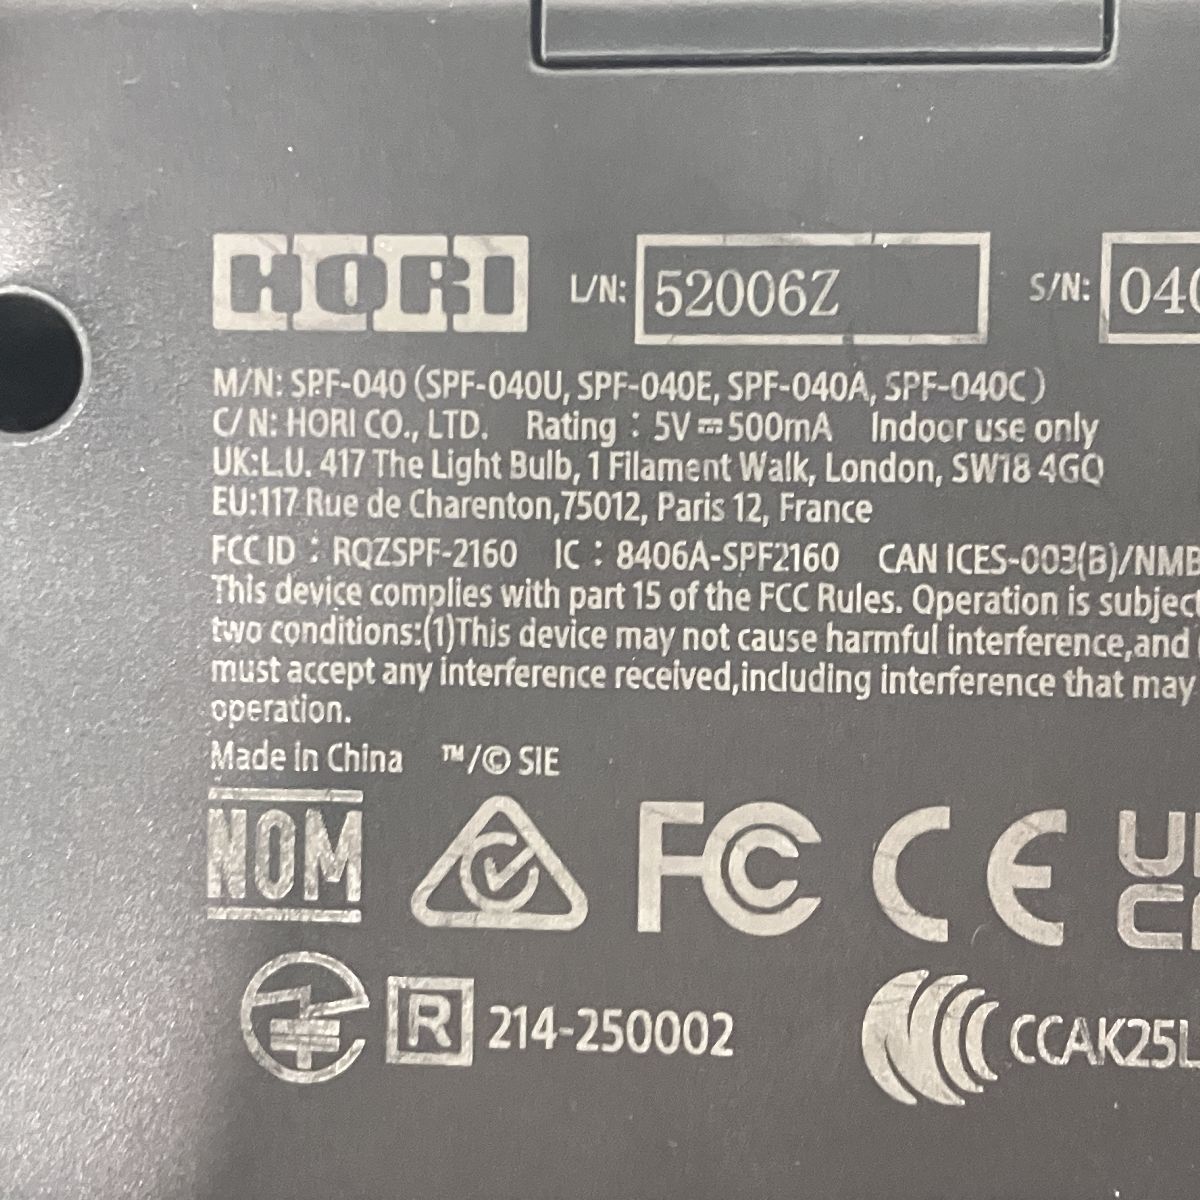 HORI L/N: 52006Z S/N: 040
M/N: SPF-040 (SPF-040U, SPF-040E, SPF-040A, SPF-040C)
C/N: HORI CO., LTD. Rating : 5V⎓500mA Indoor use only
UK:L.U. 417 The Light Bulb, 1 Filament Walk, London, SW18 4GQ
EU:117 Rue de Charenton,75012, Paris 12, France
FCC ID : RQZSPF-2160 IC : 8406A-SPF2160 CAN ICES-003(B)/NMB
This device complies with part 15 of the FCC Rules. Operation is subject
two conditions:(1)This device may not cause harmful interference,and
must accept any interference received,including interference that may
operation.
Made in China ™/© SIE
NOM FC CE UK
CA
R 214-250002 CCAK25L